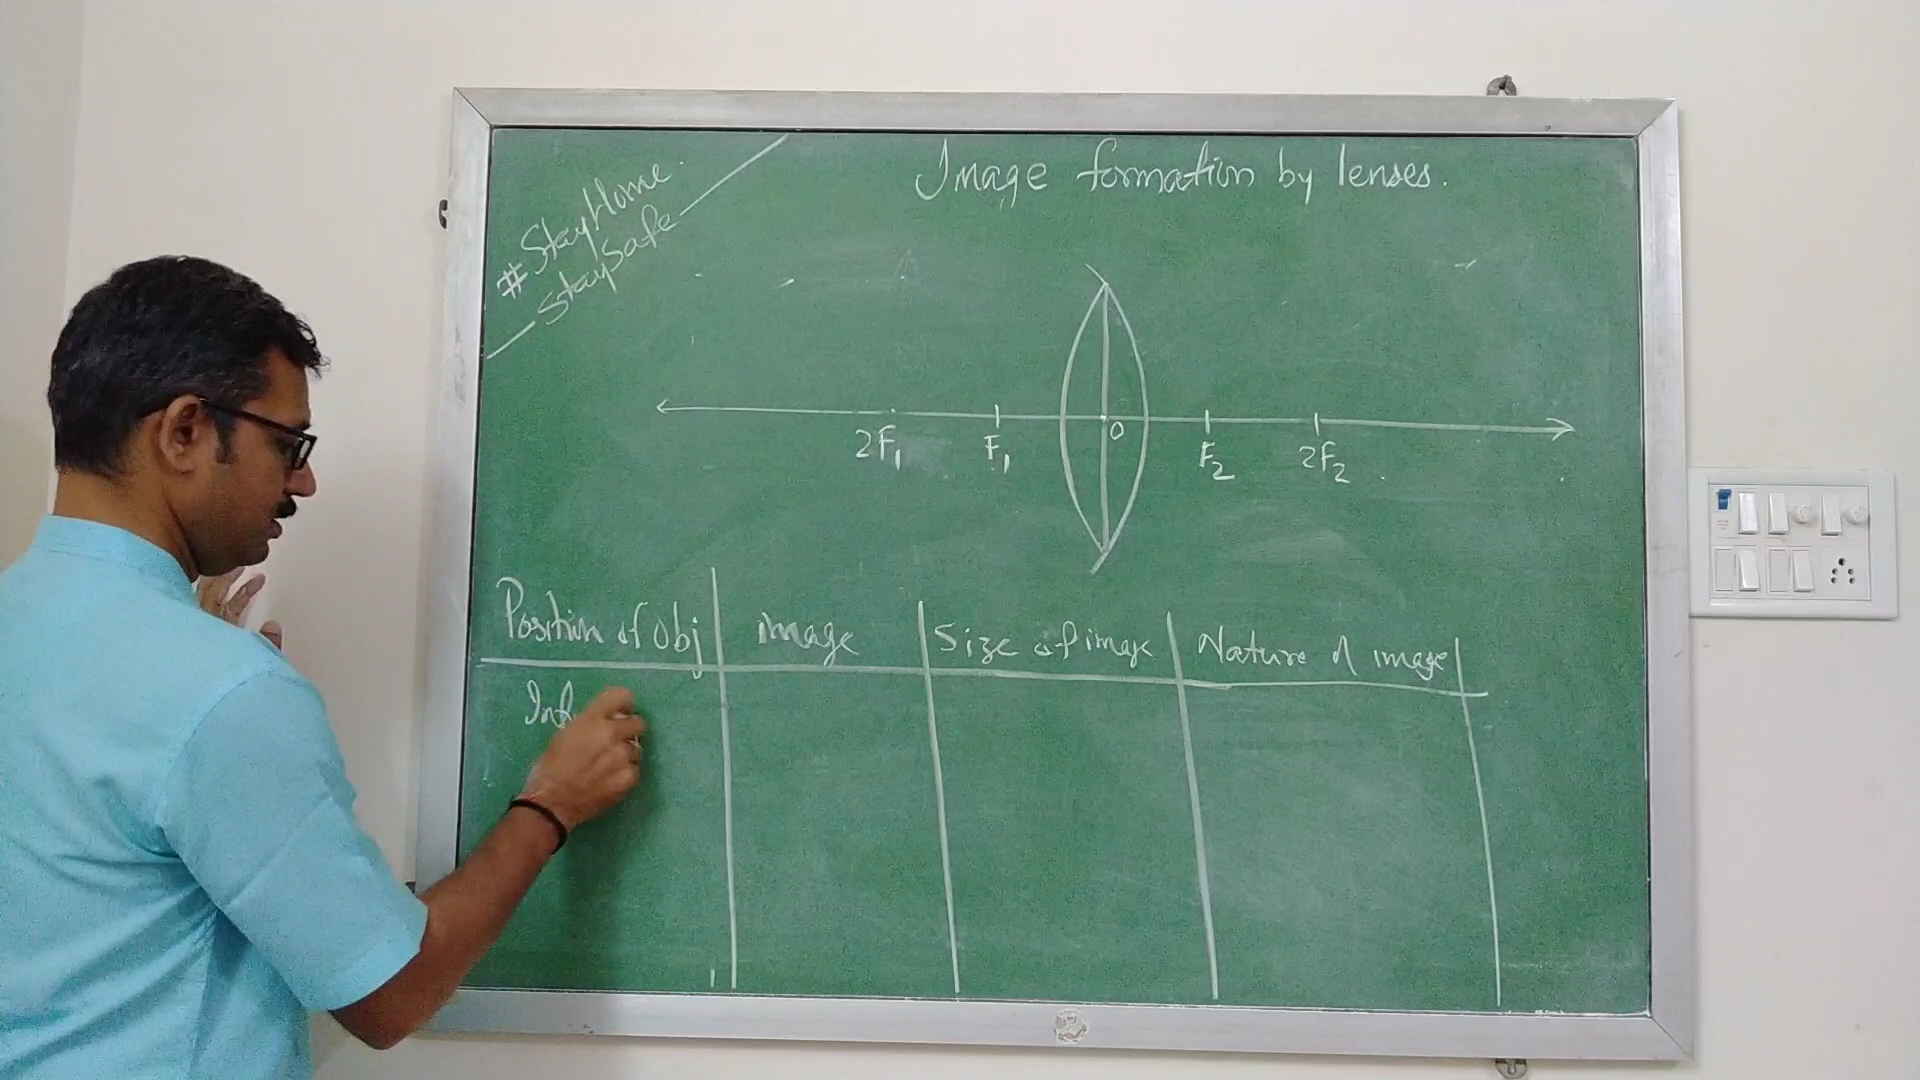 #StayHome
StaySafe
Image formation by lenses.
2F1 F1 O F2 2F2
Position of Obj image Size of image Nature of image